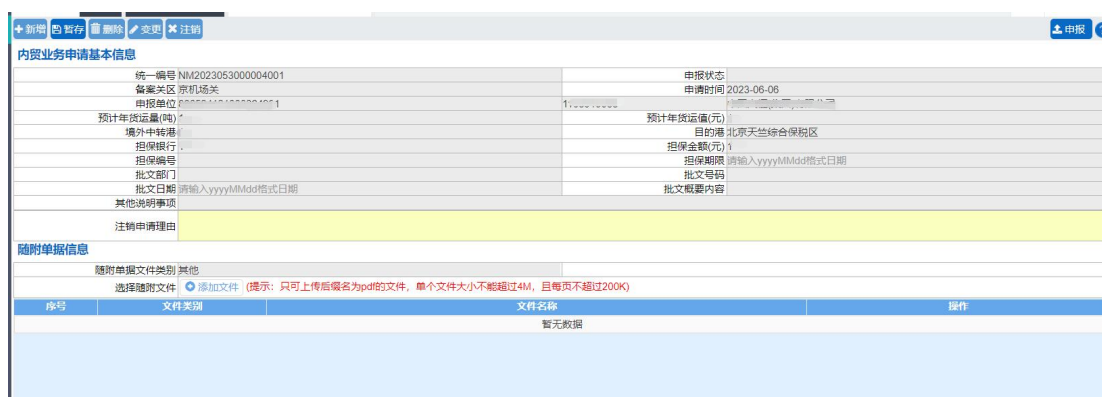 新增 暂存 删除 变更 注销 申报
内贸业务申请基本信息
统一编号 NM2023053000004001 申报状态
备案关区 京机场关 申请时间 2023-06-06
申报单位
预计年货运量(吨) 预计年货运值(元)
境外中转港 目的港 北京天竺综合保税区
担保银行 担保金额(元)
担保编号 担保期限 请输入yyyyMMdd格式日期
批文部门 批文号码
批文日期 请输入yyyyMMdd格式日期 批文概要内容
其他说明事项
注销申请理由
随附单据信息
随附单据文件类别 其他
选择随附文件 添加文件 (提示：只可上传后缀名为pdf的文件，单个文件大小不能超过4M，且每页不超过200K)
序号 文件类别 文件名称 操作
暂无数据